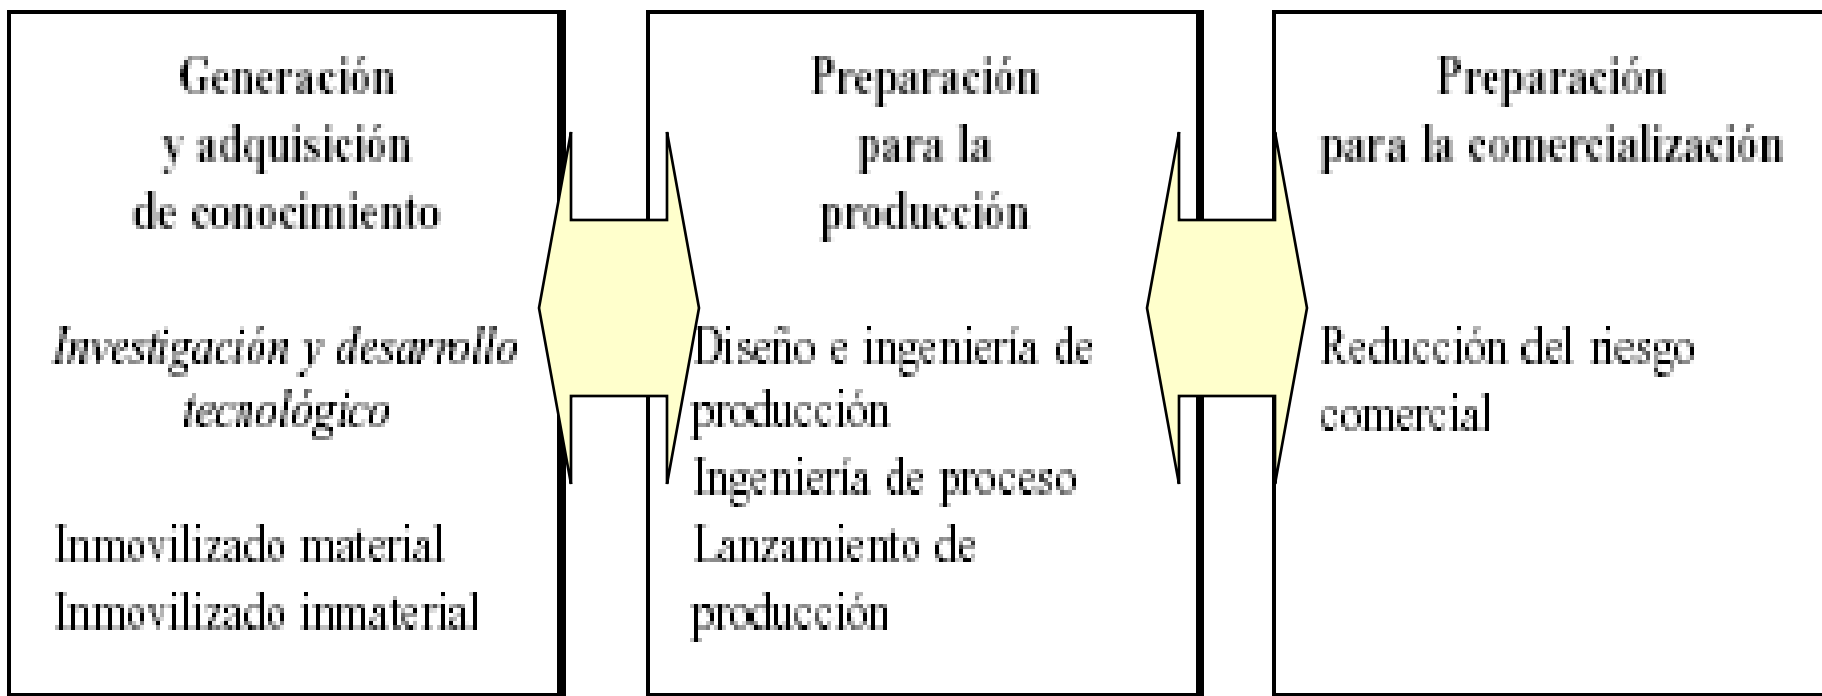 Generación
y adquisición
de conocimiento
Investigación y desarrollo
tecnológico
Inmovilizado material
Inmovilizado inmaterial
Preparación
para la
producción
Diseño e ingeniería de
producción
Ingeniería de proceso
Lanzamiento de
producción
Preparación
para la comercialización
Reducción del riesgo
comercial